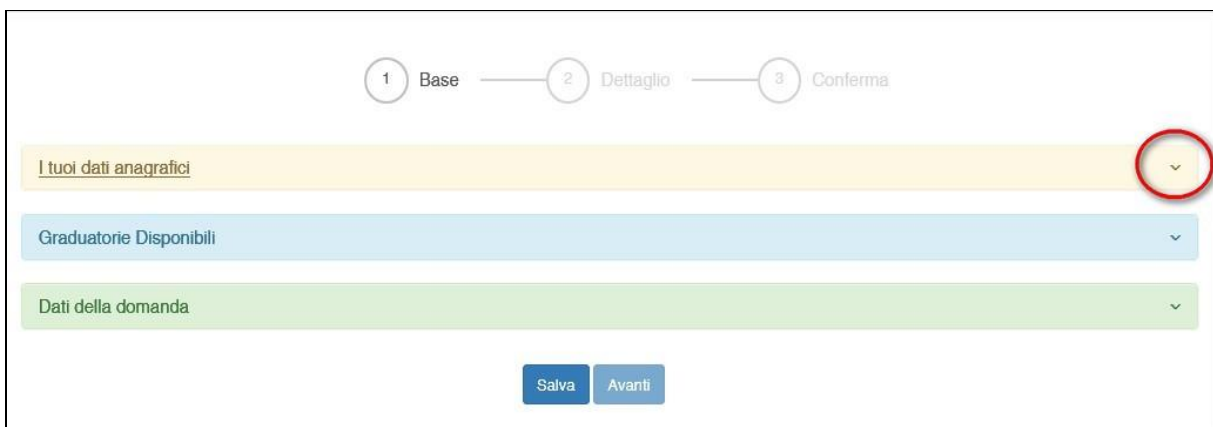 1 Base 2 Dettaglio 3 Conferma
I tuoi dati anagrafici
Graduatorie Disponibili
Dati della domanda
Salva Avanti